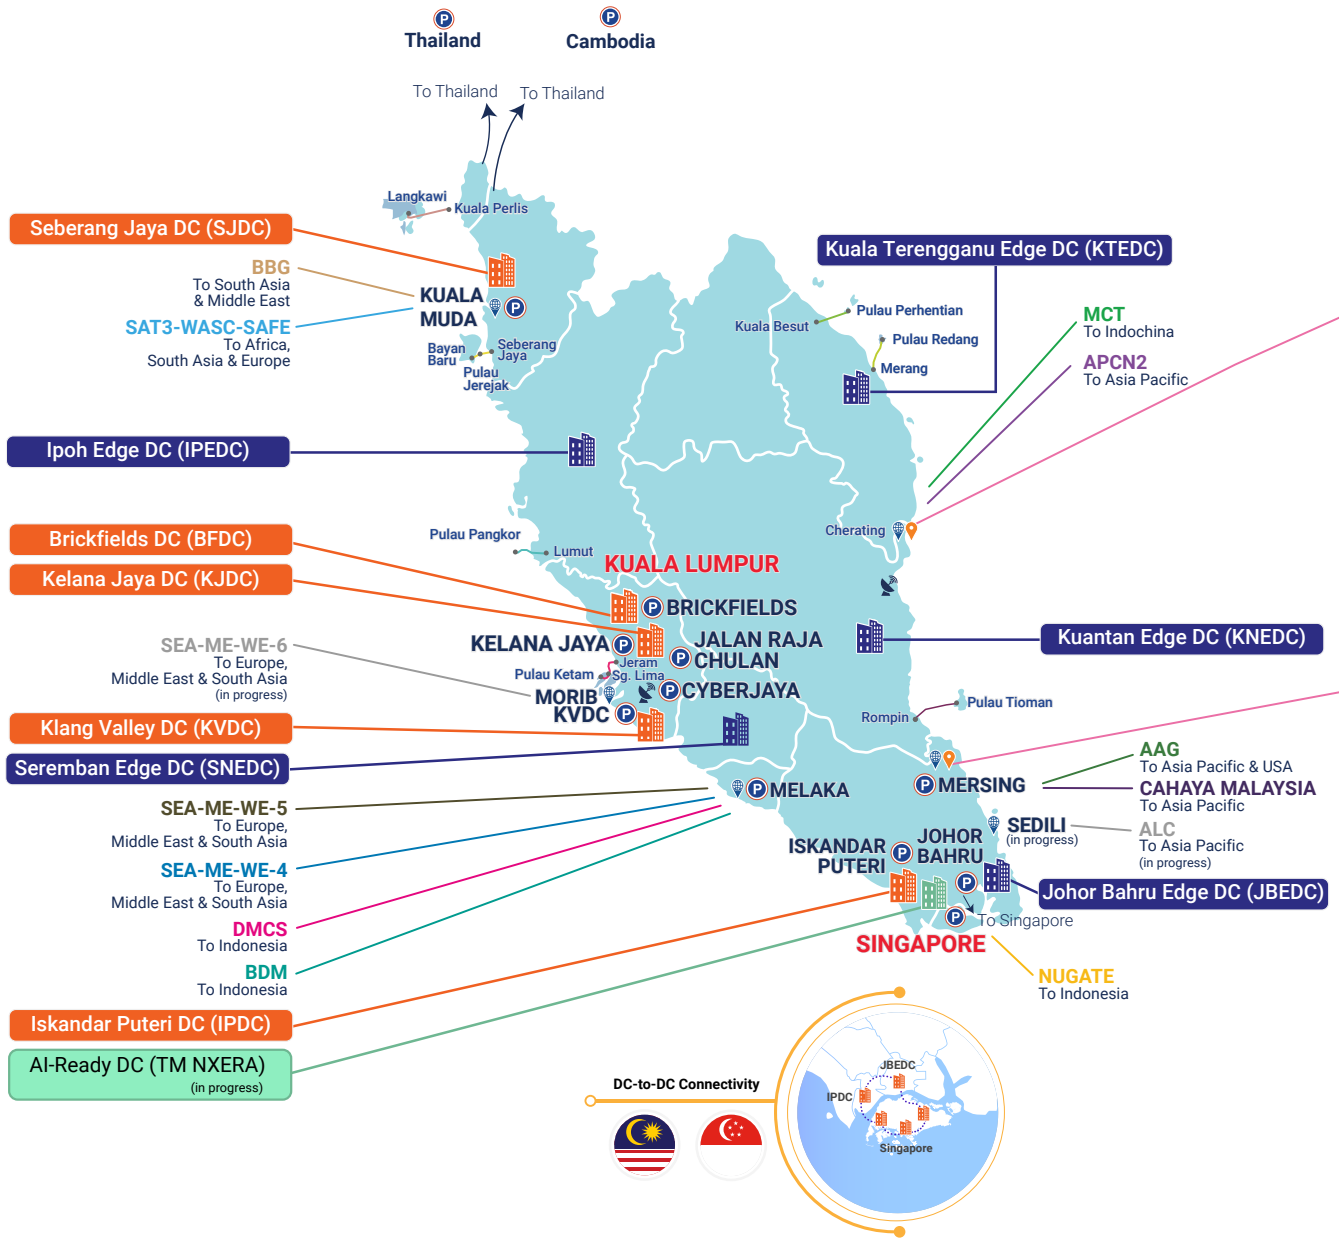 P
P
Thailand
Cambodia
To Thailand
To Thailand
Langkawi
Kuala Perlis
Seberang Jaya DC (SJDC)
BBG
To South Asia
& Middle East
SAT3-WASC-SAFE
To Africa,
South Asia & Europe
KUALA
MUDA
P
Bayan
Baru
Seberang
Jaya
Pulau
Jerejak
Kuala Terengganu Edge DC (KTEDC)
Pulau Perhentian
Kuala Besut
Pulau Redang
Merang
MCT
To Indochina
APCN2
To Asia Pacific
Ipoh Edge DC (IPEDC)
Cherating
Pulau Pangkor
Lumut
Brickfields DC (BFDC)
Kelana Jaya DC (KJDC)
KUALA LUMPUR
P
BRICKFIELDS
KELANA JAYA
P
JALAN RAJA
CHULAN
P
Jeram
Pulau Ketam
Sg. Lima
P
CYBERJAYA
MORIB
KVDC
P
SEA-ME-WE-6
To Europe,
Middle East & South Asia
(in progress)
Klang Valley DC (KVDC)
Seremban Edge DC (SNEDC)
Kuantan Edge DC (KNEDC)
Pulau Tioman
Rompin
SEA-ME-WE-5
To Europe,
Middle East & South Asia
SEA-ME-WE-4
To Europe,
Middle East & South Asia
DMCS
To Indonesia
BDM
To Indonesia
P
MELAKA
P
MERSING
AAG
To Asia Pacific & USA
CAHAYA MALAYSIA
To Asia Pacific
SEDILI
(in progress)
ALC
To Asia Pacific
(in progress)
ISKANDAR
PUTERI
P
JOHOR
BAHRU
P
Johor Bahru Edge DC (JBEDC)
P
To Singapore
SINGAPORE
NUGATE
To Indonesia
Iskandar Puteri DC (IPDC)
AI-Ready DC (TM NXERA)
(in progress)
DC-to-DC Connectivity
JBEDC
IPDC
Singapore